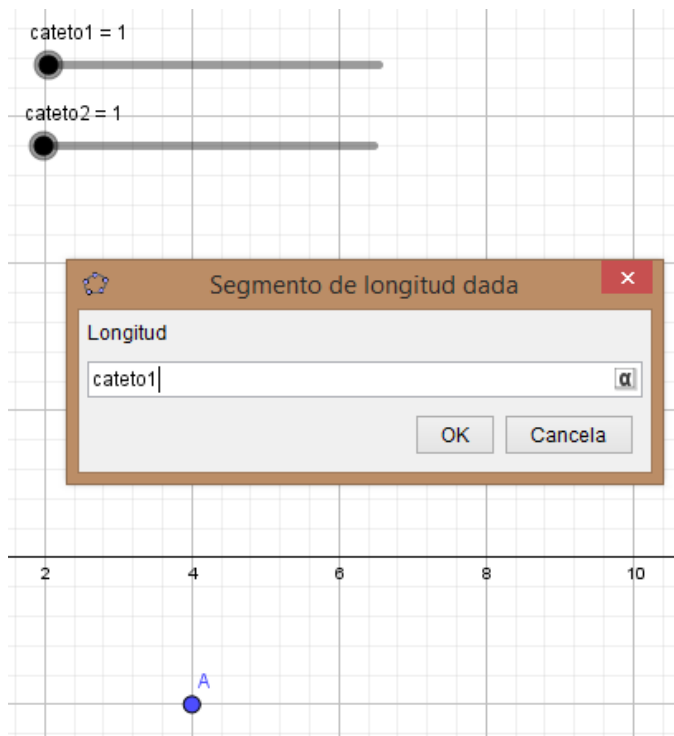 cateto1 = 1
cateto2 = 1
Segmento de longitud dada
Longitud
cateto1
α
OK Cancela
2 4 6 8 10
A